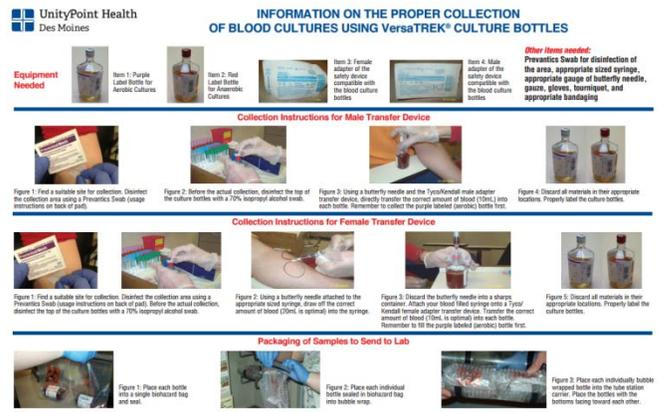 UnityPoint Health
Des Moines
INFORMATION ON THE PROPER COLLECTION
OF BLOOD CULTURES USING VersaTREK® CULTURE BOTTLES
Equipment
Needed
Item 1: Purple
Label Bottle for
Aerobic Cultures
Item 2: Red
Label Bottle for
Anaerobic
Cultures
Item 3: Female
adapter of the
safety device
compatible with
the blood culture
bottles
Item 4: Male
adapter of the
safety device
compatible with
the blood culture
bottles
Other items needed:
Prevantics Swab for disinfection of
the area, appropriate sized syringe,
appropriate gauge of butterfly needle,
gauze, gloves, tourniquet, and
appropriate bandaging
Collection Instructions for Male Transfer Device
Figure 1: Find a suitable site for collection. Disinfect
the collection area using a Prevantics Swab (usage
instructions on back of pad).
Figure 2: Before the actual collection, disinfect the top of
the culture bottles with a 70% isopropyl alcohol swab.
Figure 3: Using a butterfly needle and the Tyco/Kendall male adapter
transfer device, directly transfer the correct amount of blood (10mL) into
each bottle. Remember to collect the purple labeled (aerobic) bottle first.
Figure 4: Discard all materials in their appropriate
locations. Properly label the culture bottles.
Collection Instructions for Female Transfer Device
Figure 1: Find a suitable site for collection. Disinfect the collection area using a
Prevantics Swab (usage instructions on back of pad). Before the actual collection,
disinfect the top of the culture bottles with a 70% isopropyl alcohol swab.
Figure 2: Using a butterfly needle attached to the
appropriate sized syringe, draw off the correct
amount of blood (20mL is optimal) into the syringe.
Figure 3: Discard the butterfly needle into a sharps
container. Attach your blood filled syringe onto a Tyco/
Kendall female adapter transfer device. Transfer the correct
amount of blood (10mL is optimal) into each bottle.
Remember to fill the purple labeled (aerobic) bottle first.
Figure 5: Discard all materials in their
appropriate locations. Properly label the
culture bottles.
Packaging of Samples to Send to Lab
Figure 1: Place each bottle
into a single biohazard bag
and seal.
Figure 2: Place each individual
bottle sealed in biohazard bag
into bubble wrap.
Figure 3: Place each individually bubble
wrapped bottle into the tube station
carrier. Place the bottles with the
bottoms facing toward each other.